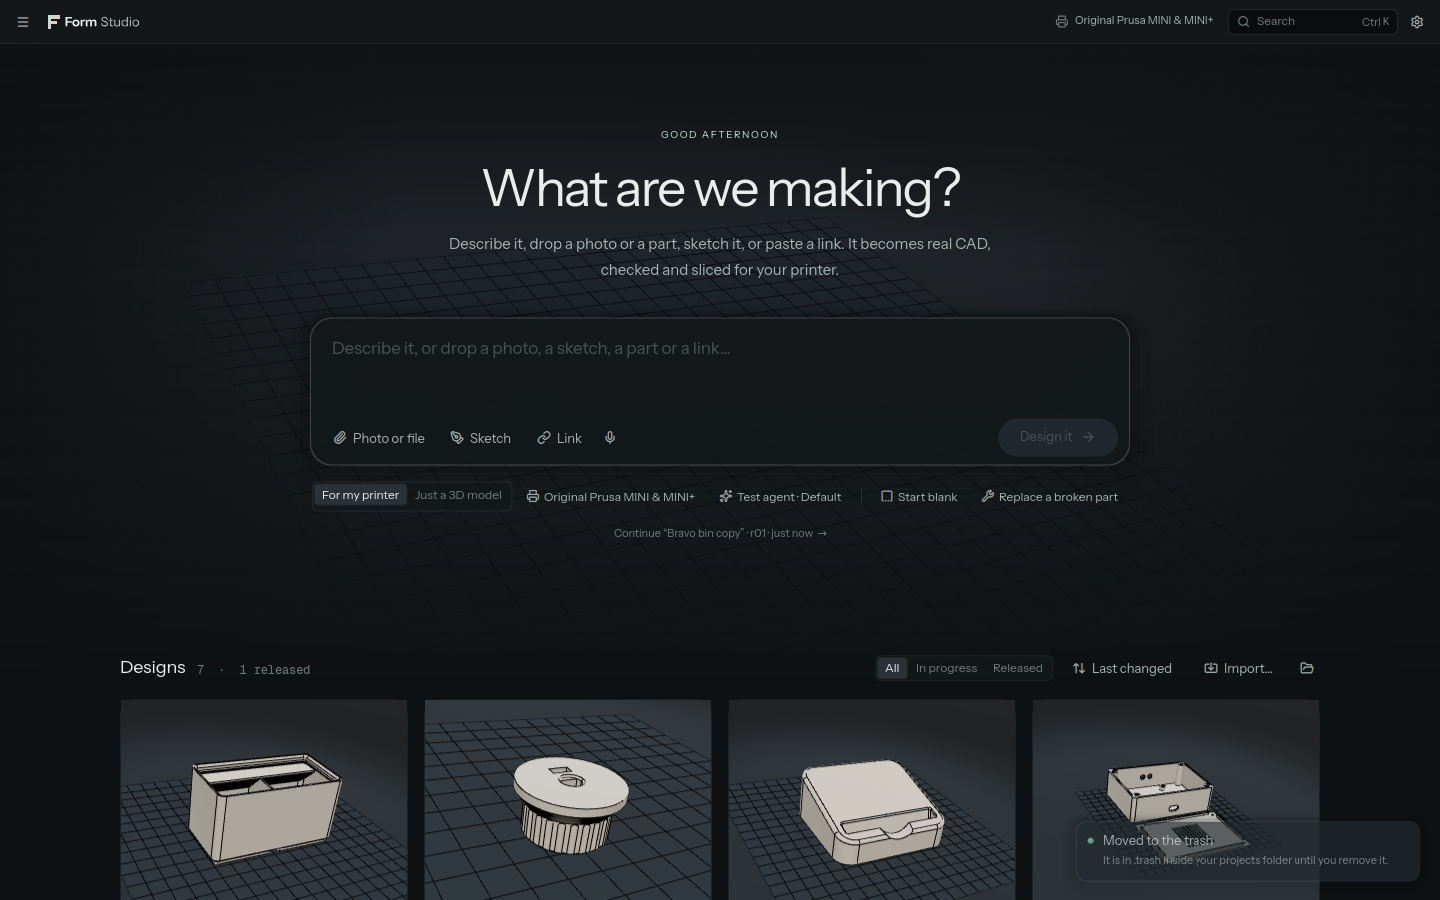 Form Studio
Original Prusa MINI & MINI+
Search
Ctrl K
GOOD AFTERNOON
What are we making?
Describe it, drop a photo or a part, sketch it, or paste a link. It becomes real CAD,
checked and sliced for your printer.
Describe it, or drop a photo, a sketch, a part or a link...
Photo or file
Sketch
Link
Design it →
For my printer
Just a 3D model
Original Prusa MINI & MINI+
Test agent · Default
Start blank
Replace a broken part
Continue “Bravo bin copy” · r01 · just now →
Designs 7 · 1 released
All
In progress
Released
Last changed
Import...
Moved to the trash
It is in .trash inside your projects folder until you remove it.